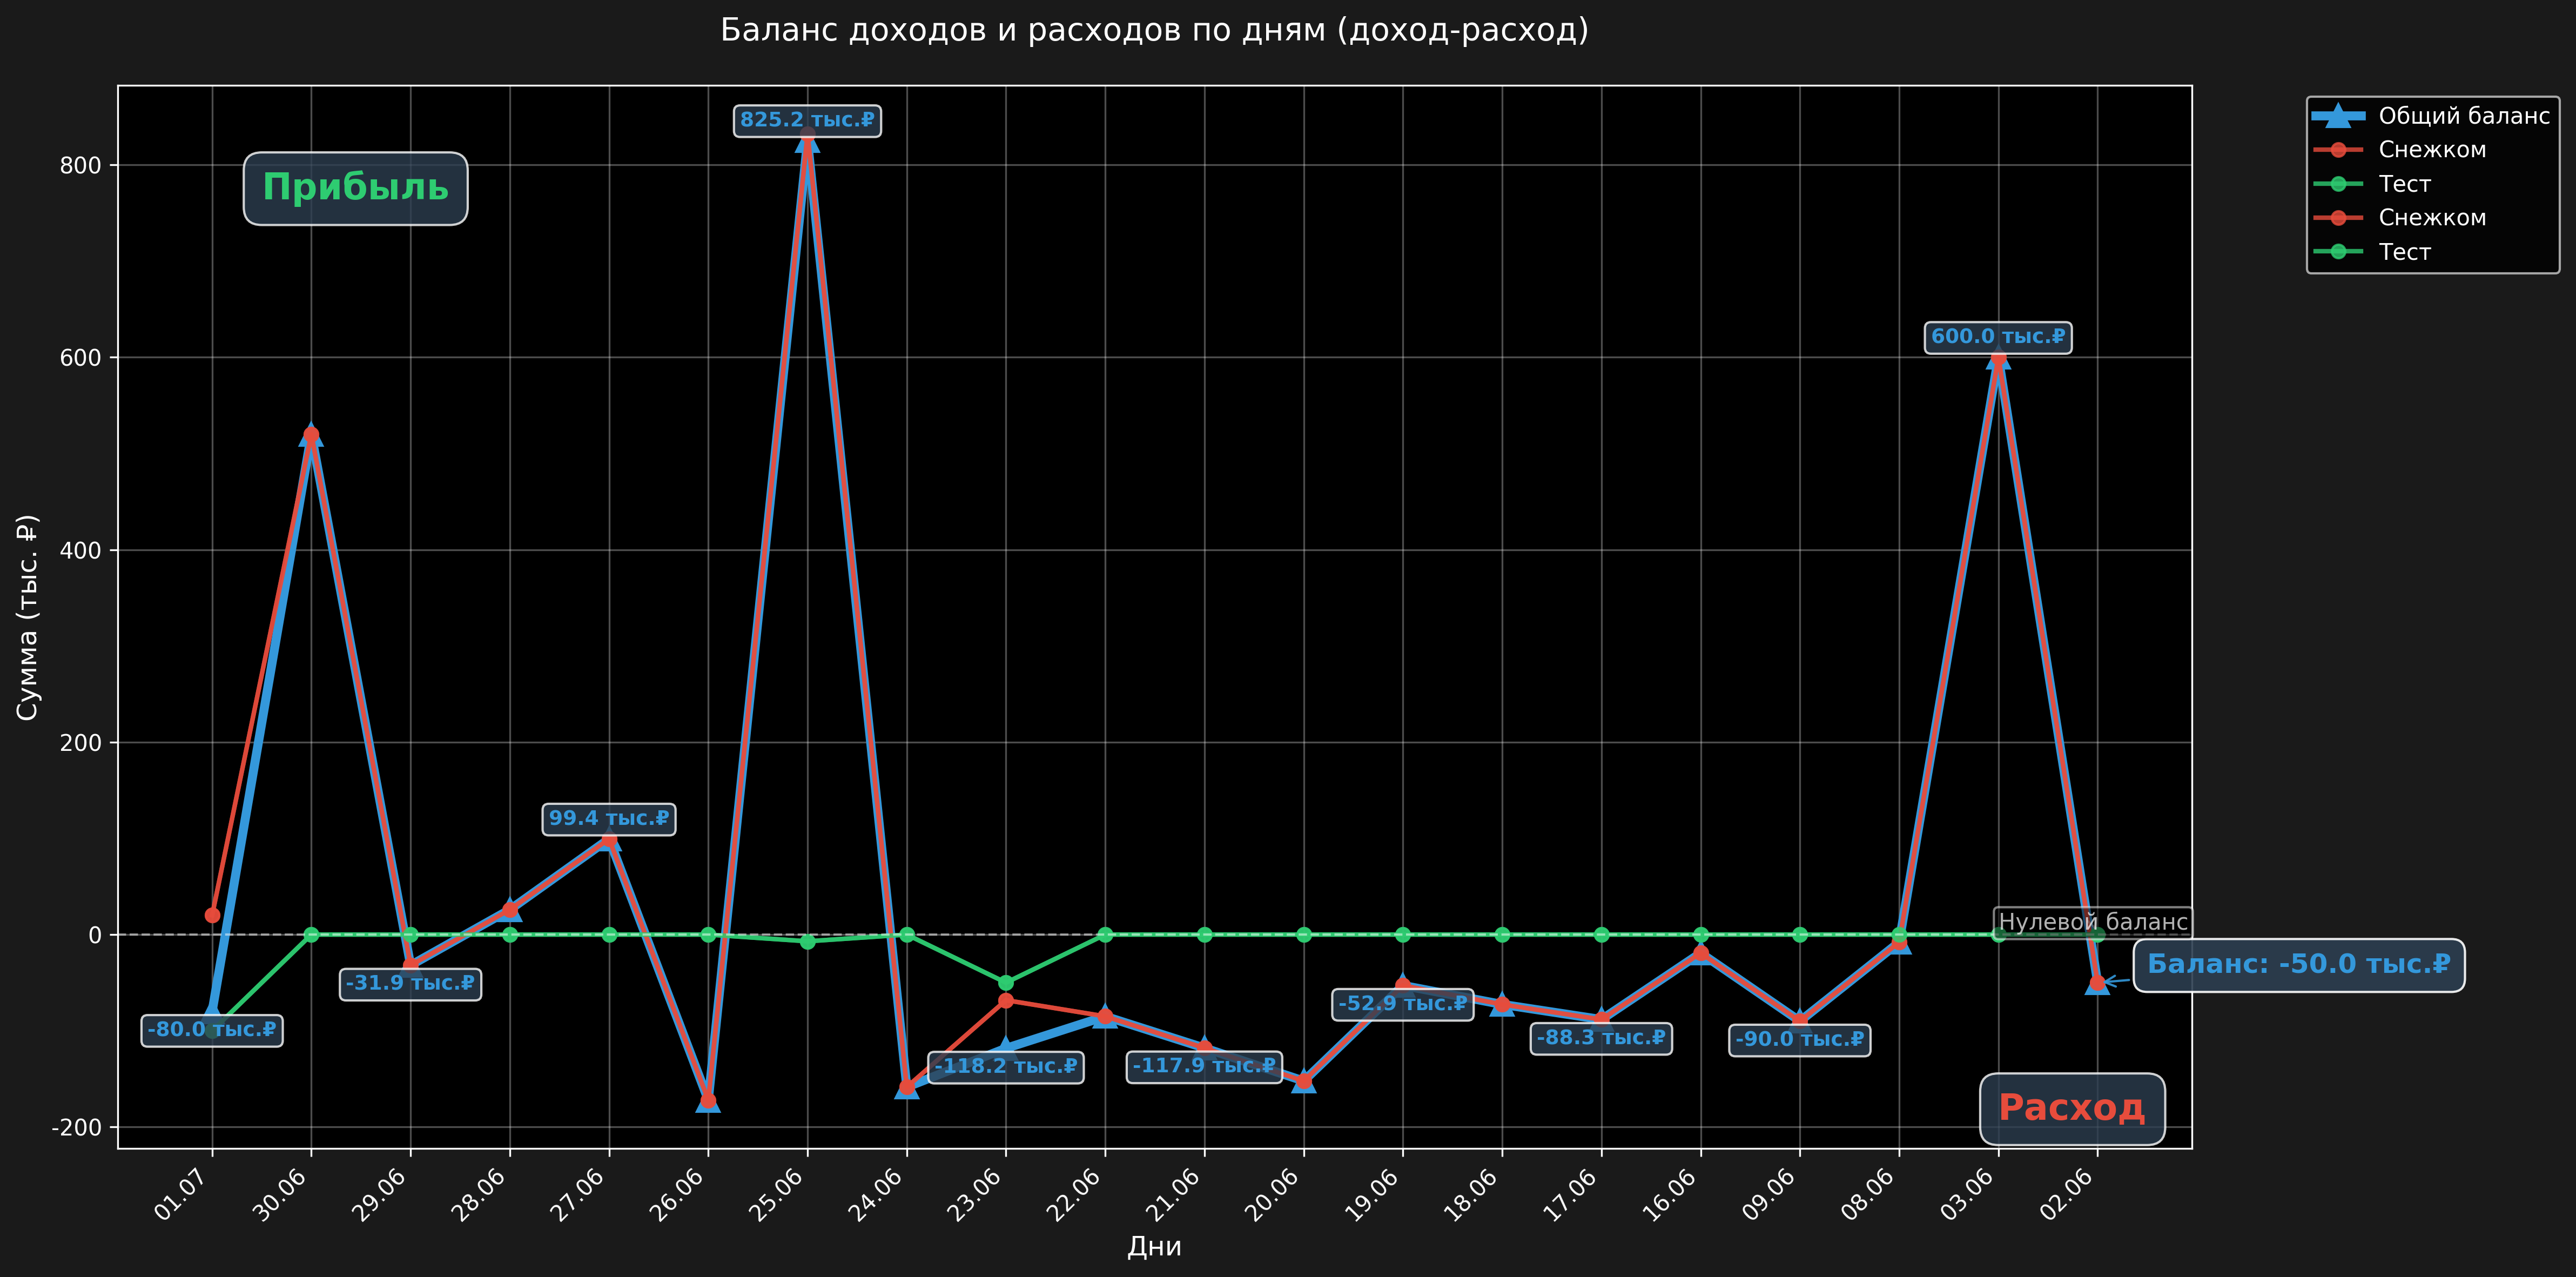 Баланс доходов и расходов по дням (доход-расход)
Общий баланс
Снежком
Тест
Снежком
Тест
Прибыль
825.2 тыс.₽
600.0 тыс.₽
99.4 тыс.₽
Нулевой баланс
Баланс: -50.0 тыс.₽
-31.9 тыс.₽
-80.0 тыс.₽
-118.2 тыс.₽
-117.9 тыс.₽
-52.9 тыс.₽
-88.3 тыс.₽
-90.0 тыс.₽
Расход
Сумма (тыс. ₽)
800
600
400
200
0
-200
01.07
30.06
29.06
28.06
27.06
26.06
25.06
24.06
23.06
22.06
21.06
20.06
19.06
18.06
17.06
16.06
09.06
08.06
03.06
02.06
Дни